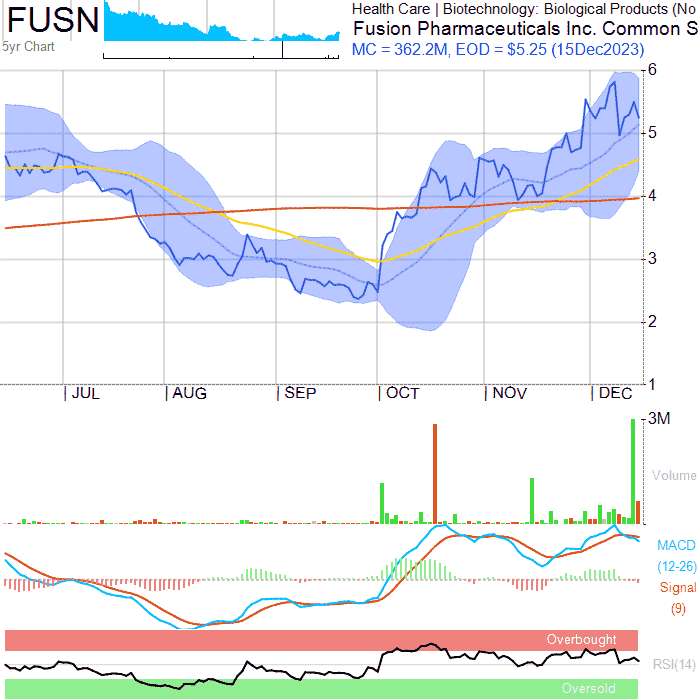 FUSN
5yr Chart
Health Care | Biotechnology: Biological Products (No
Fusion Pharmaceuticals Inc. Common S
MC = 362.2M, EOD = $5.25 (15Dec2023)
6
5
4
3
2
1
JUL AUG SEP OCT NOV DEC
3M
Volume
MACD
(12-26)
Signal
(9)
Overbought
RSI(14)
Oversold